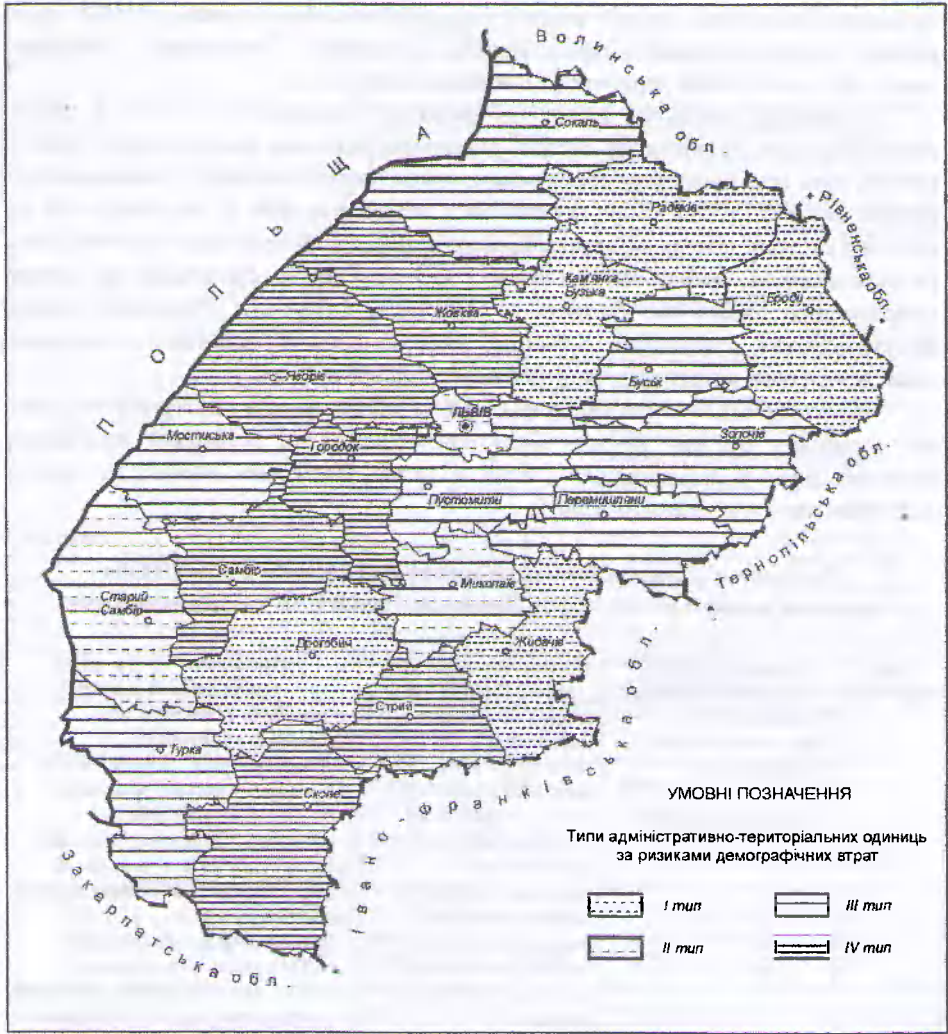 Волинська обл.
ПОЛЬЩА
Рівненська обл.
Сокаль
Радехів
Кам'янка-
Бузька
Броди
Жовква
Яворів
Буськ
ЛЬВІВ
Мостиська
Городок
Золочів
Пустомити
Перемишляни
Тернопільська обл.
Самбір
Миколаїв
Старий
Самбір
Дрогобич
Жидачів
Стрий
Турка
Сколе
Івано-Франківська обл.
Закарпатська обл.
УМОВНІ ПОЗНАЧЕННЯ
Типи адміністративно-територіальних одиниць
за ризиками демографічних втрат
I тип
III тип
II тип
IV тип